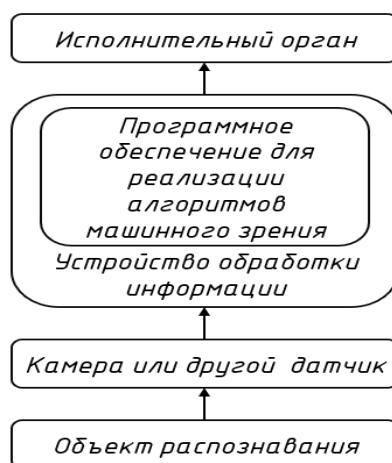 Исполнительный орган
Программное
обеспечение для
реализации
алгоритмов
машинного зрения
Устройство обработки
информации
Камера или другой датчик
Объект распознавания